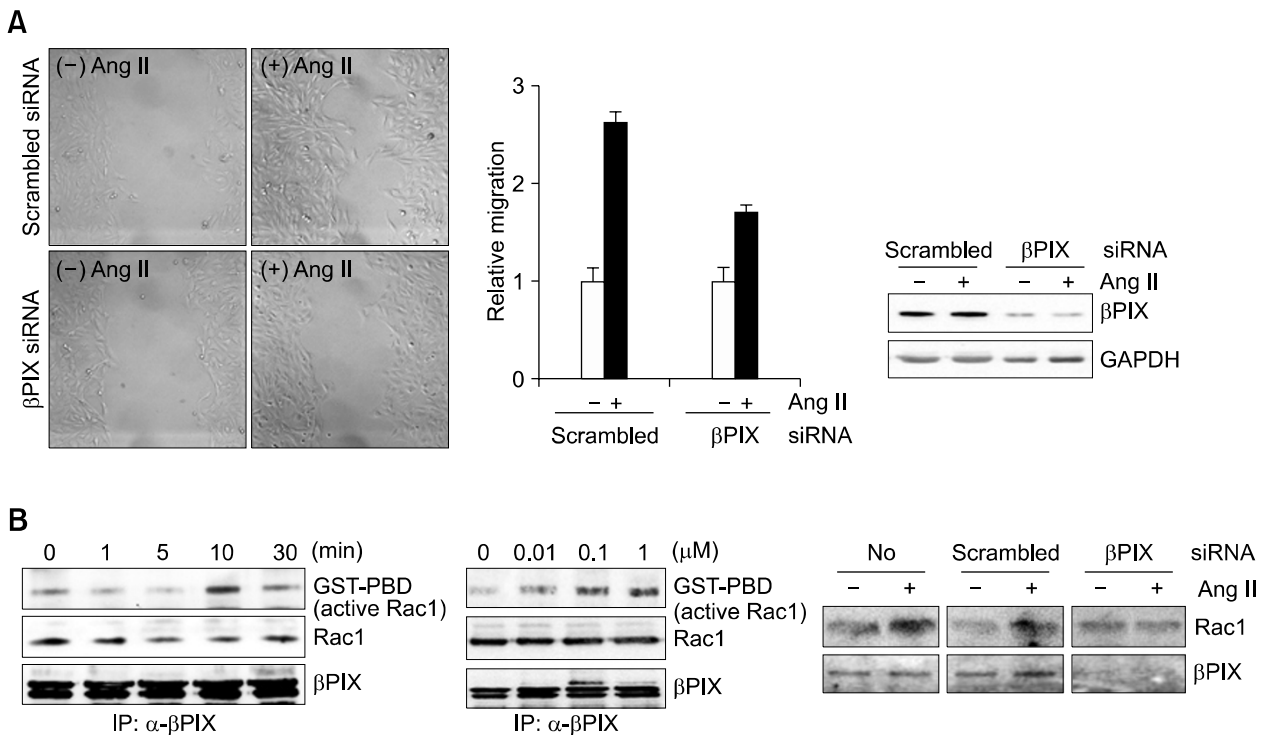 A
Scrambled siRNA
(−) Ang II
(+) Ang II
βPIX siRNA
(−) Ang II
(+) Ang II
Relative migration
3
2
1
0
− + − + Ang II
Scrambled βPIX siRNA
Scrambled βPIX siRNA
− + − + Ang II
βPIX
GAPDH
B
0 1 5 10 30 (min)
GST-PBD
(active Rac1)
Rac1
βPIX
IP: α-βPIX
0 0.01 0.1 1 (μM)
GST-PBD
(active Rac1)
Rac1
βPIX
IP: α-βPIX
No Scrambled βPIX siRNA
− + − + − + Ang II
Rac1
βPIX